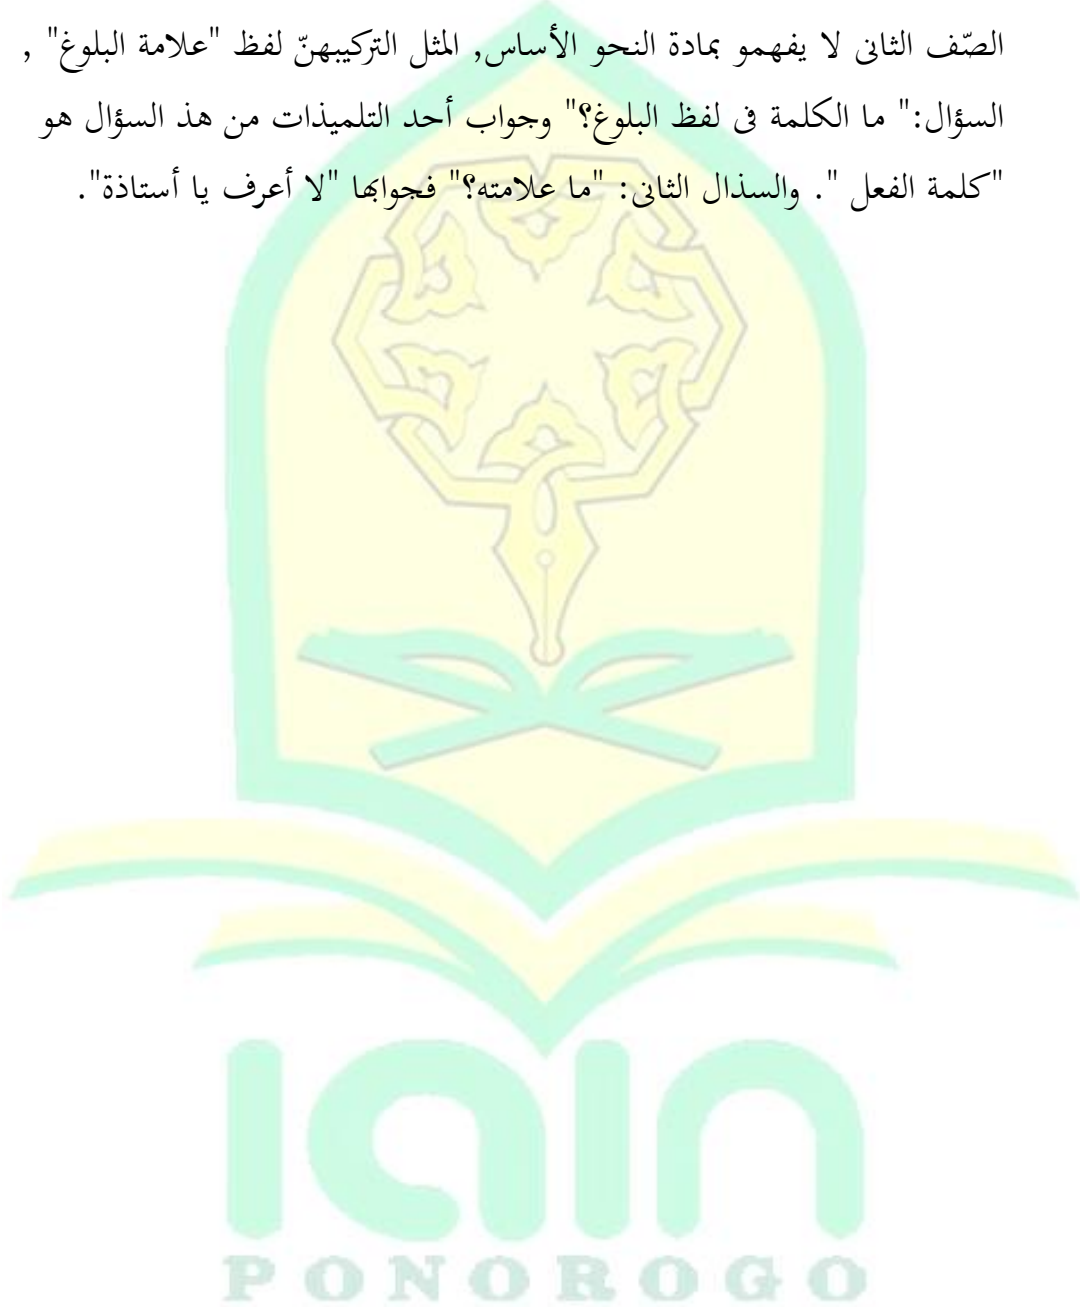 الصّف الثانى لا يفهمو بمادة النحو الأساس, المثل التركيبهنّ لفظ "علامة البلوغ" ,
السؤال:" ما الكلمة فى لفظ البلوغ؟" وجواب أحد التلميذات من هذ السؤال هو
"كلمة الفعل ". والسذال الثانى: "ما علامته؟" فجوابها "لا أعرف يا أستاذة".
iain
PONOROGO